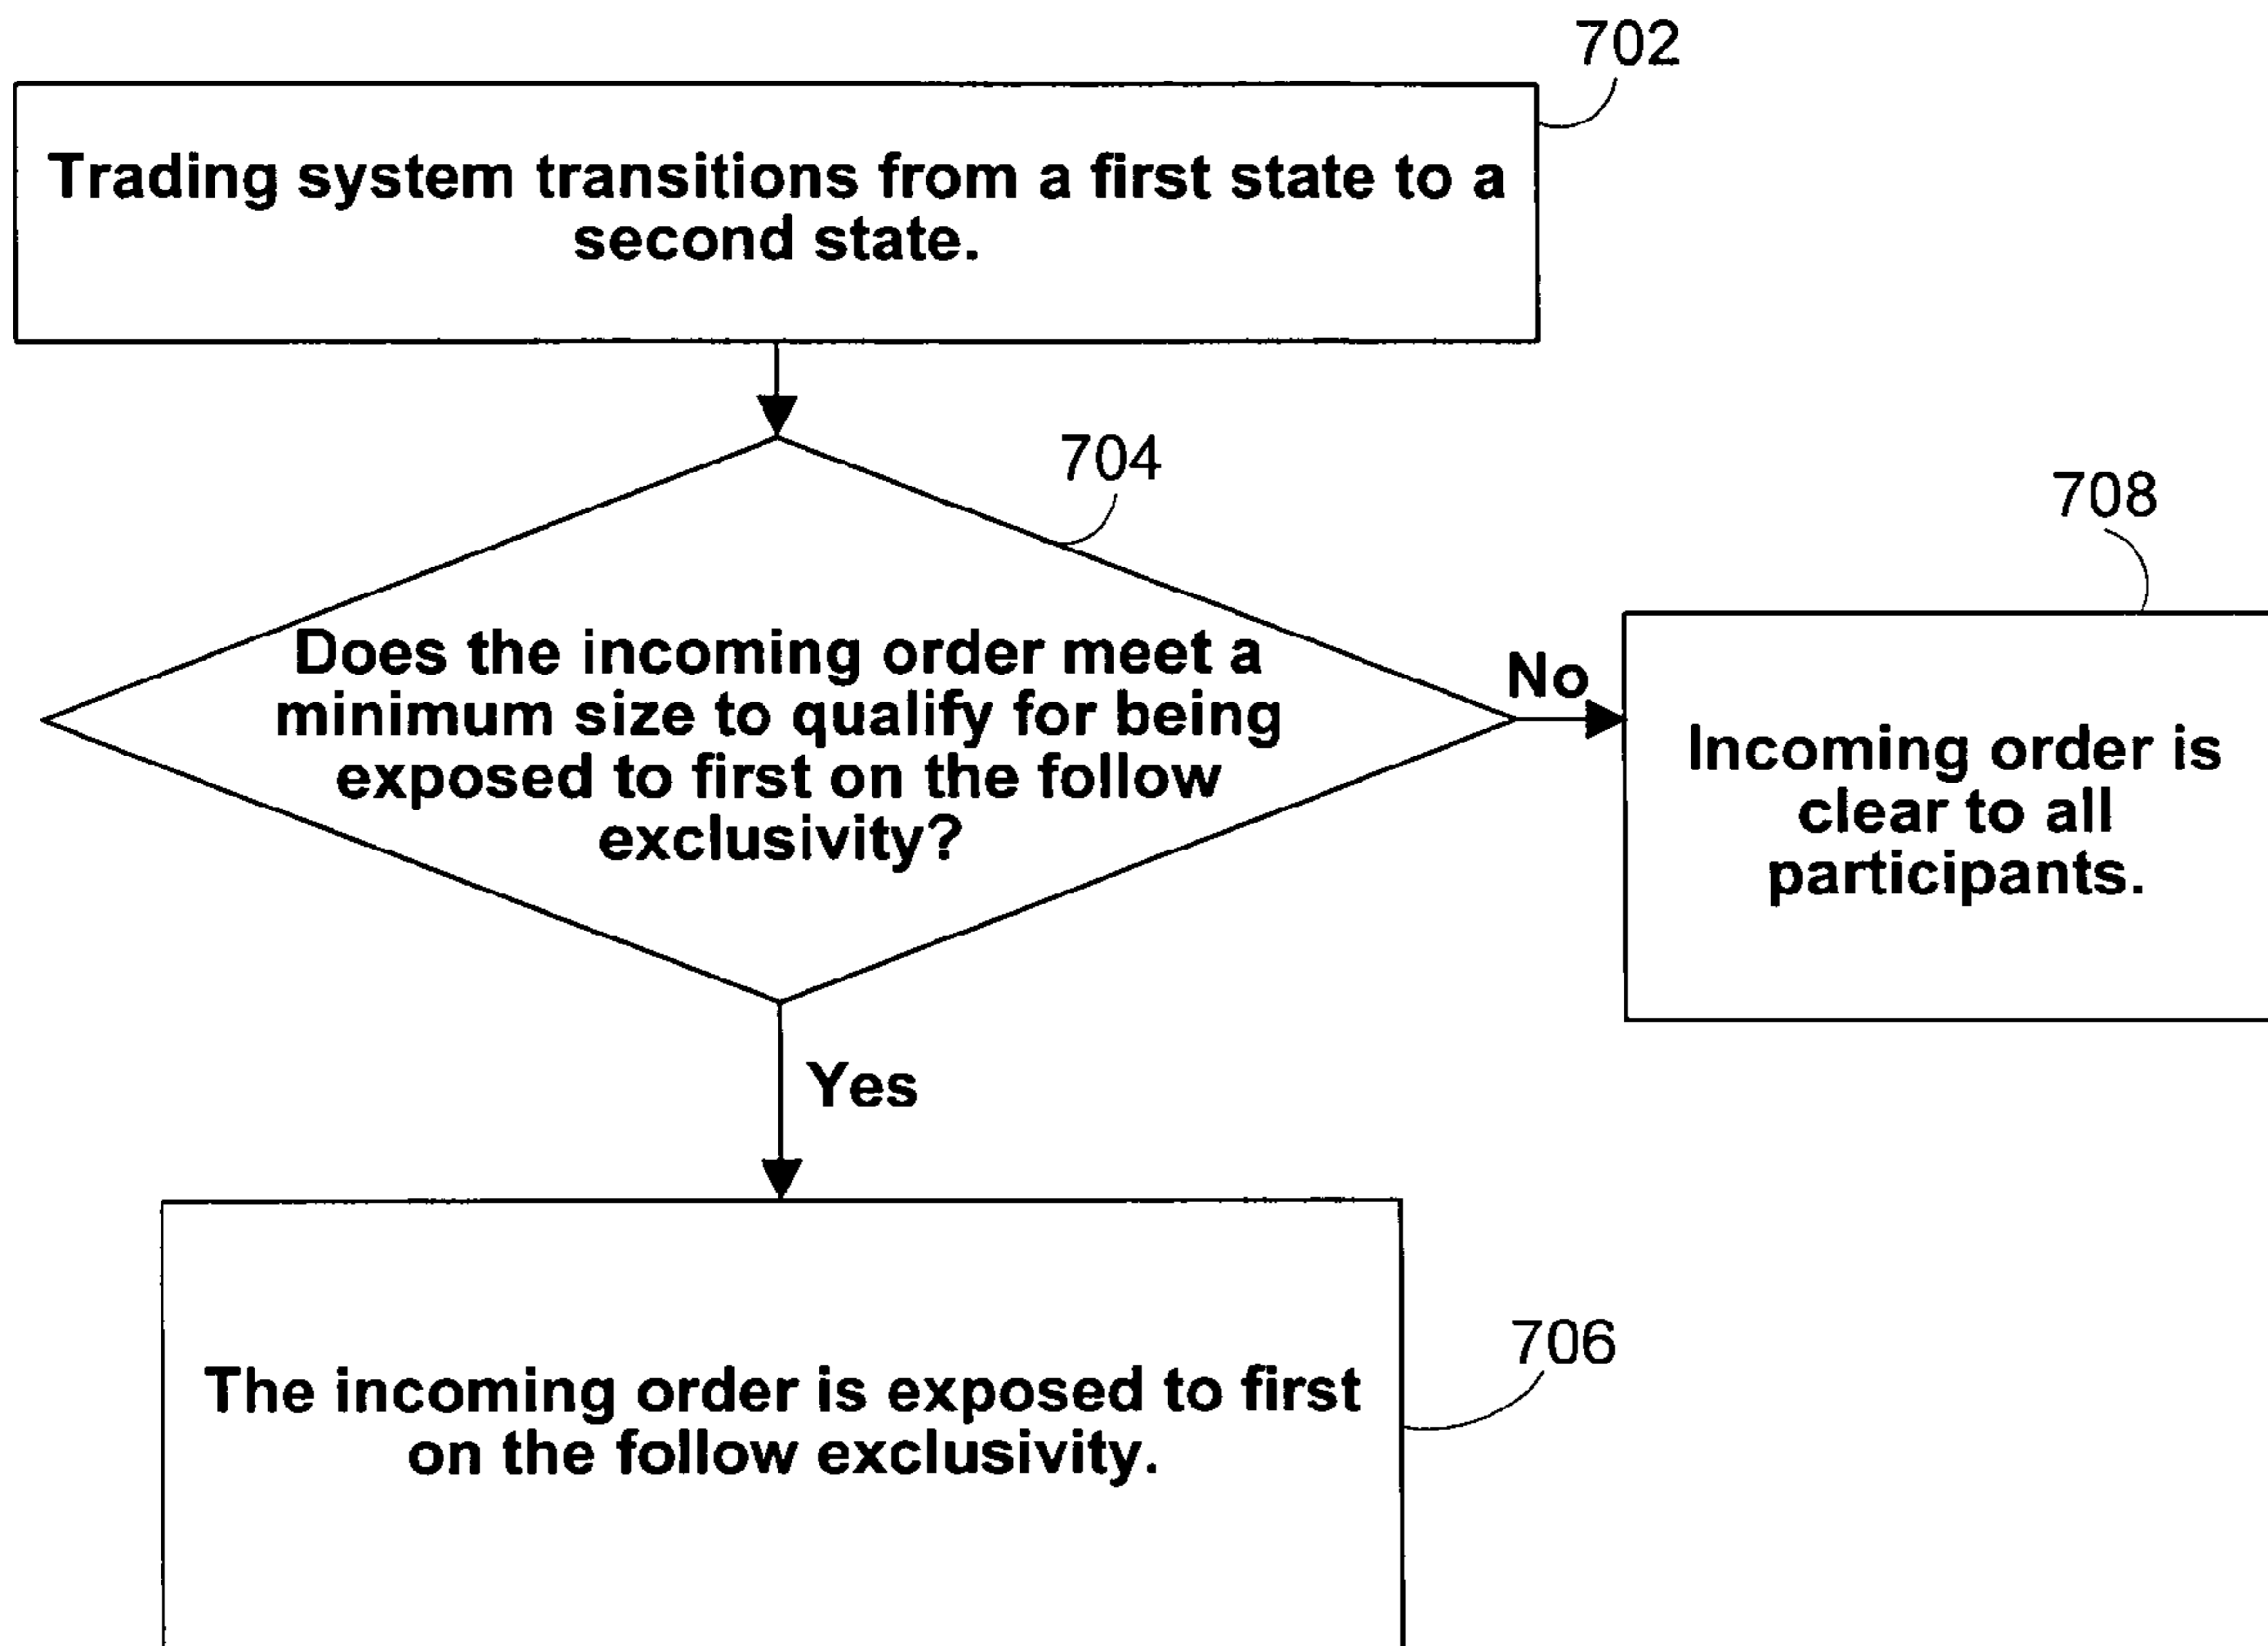 702
Trading system transitions from a first state to a
second state.
704
708
Does the incoming order meet a
minimum size to qualify for being
exposed to first on the follow
exclusivity?
No
Incoming order is
clear to all
participants.
Yes
706
The incoming order is exposed to first
on the follow exclusivity.